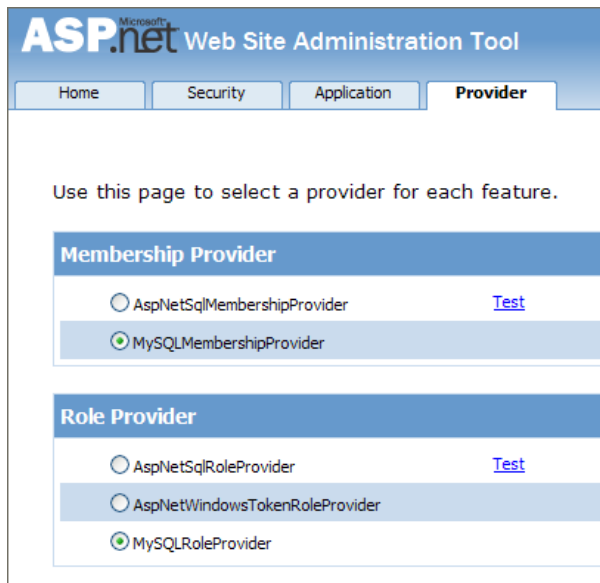 Microsoft
ASP.net Web Site Administration Tool
Home Security Application Provider
Use this page to select a provider for each feature.
Membership Provider
AspNetSqlMembershipProvider Test
MySQLMembershipProvider
Role Provider
AspNetSqlRoleProvider Test
AspNetWindowsTokenRoleProvider
MySQLRoleProvider